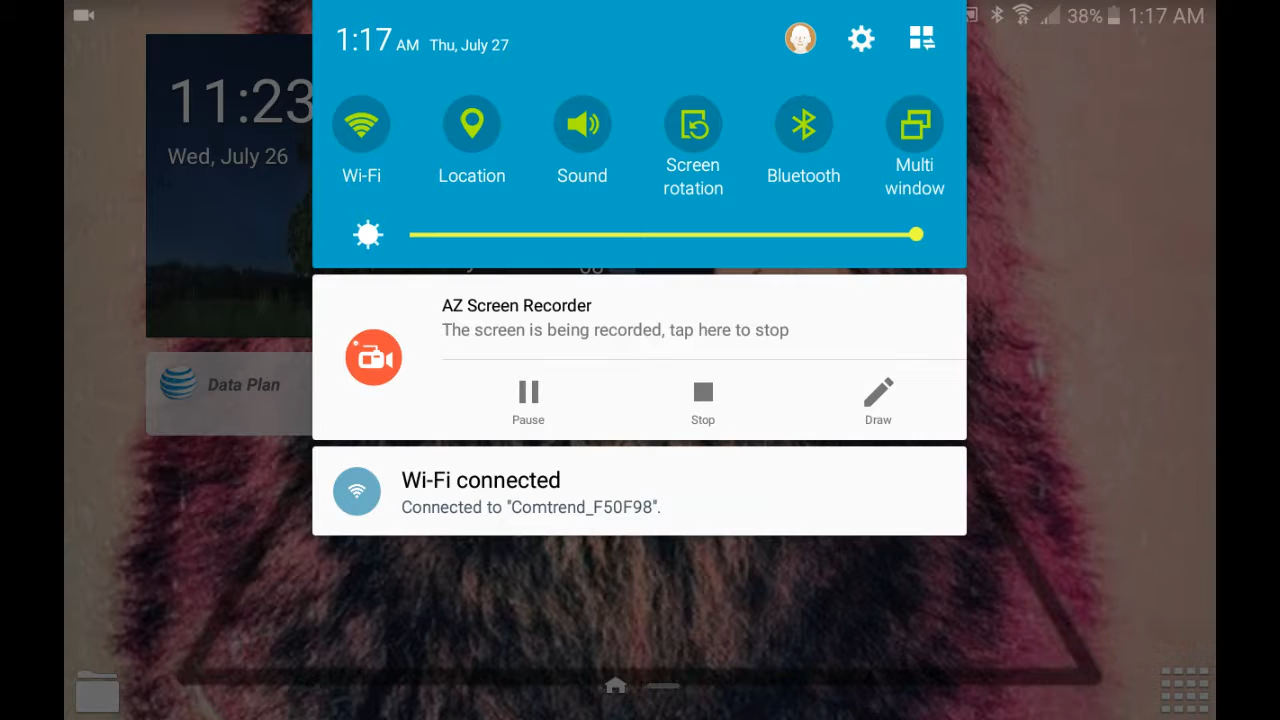 38% 1:17 AM
1:17 AM Thu, July 27
11:23
Wed, July 26
Wi-Fi
Location
Sound
Screen rotation
Bluetooth
Multi window
AZ Screen Recorder
The screen is being recorded, tap here to stop
Data Plan
Pause
Stop
Draw
Wi-Fi connected
Connected to "Comtrend_F50F98".